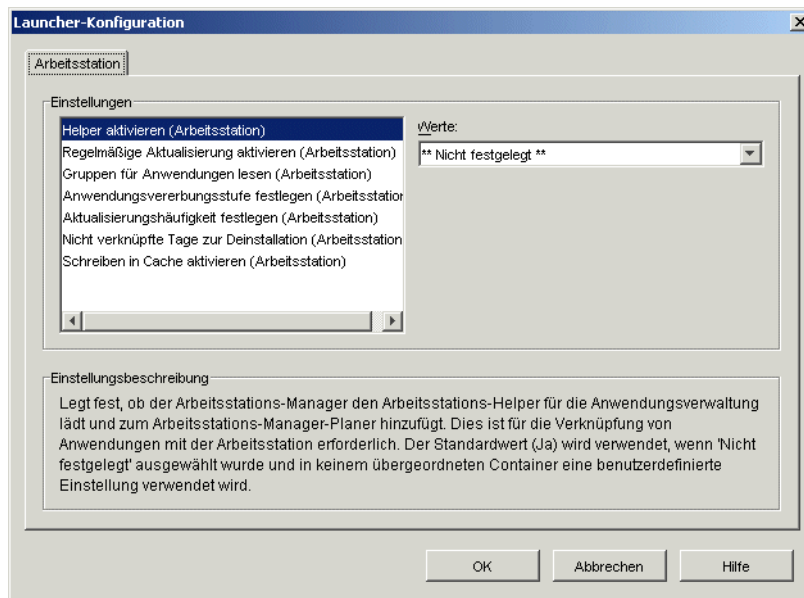 Launcher-Konfiguration
Arbeitsstation
Einstellungen
Helper aktivieren (Arbeitsstation)
Regelmäßige Aktualisierung aktivieren (Arbeitsstation)
Gruppen für Anwendungen lesen (Arbeitsstation)
Anwendungsvererbungsstufe festlegen (Arbeitsstation
Aktualisierungshäufigkeit festlegen (Arbeitsstation)
Nicht verknüpfte Tage zur Deinstallation (Arbeitsstation
Schreiben in Cache aktivieren (Arbeitsstation)
Werte:
** Nicht festgelegt **
Einstellungsbeschreibung
Legt fest, ob der Arbeitsstations-Manager den Arbeitsstations-Helper für die Anwendungsverwaltung
lädt und zum Arbeitsstations-Manager-Planer hinzufügt. Dies ist für die Verknüpfung von
Anwendungen mit der Arbeitsstation erforderlich. Der Standardwert (Ja) wird verwendet, wenn 'Nicht
festgelegt' ausgewählt wurde und in keinem übergeordneten Container eine benutzerdefinierte
Einstellung verwendet wird.
OK
Abbrechen
Hilfe